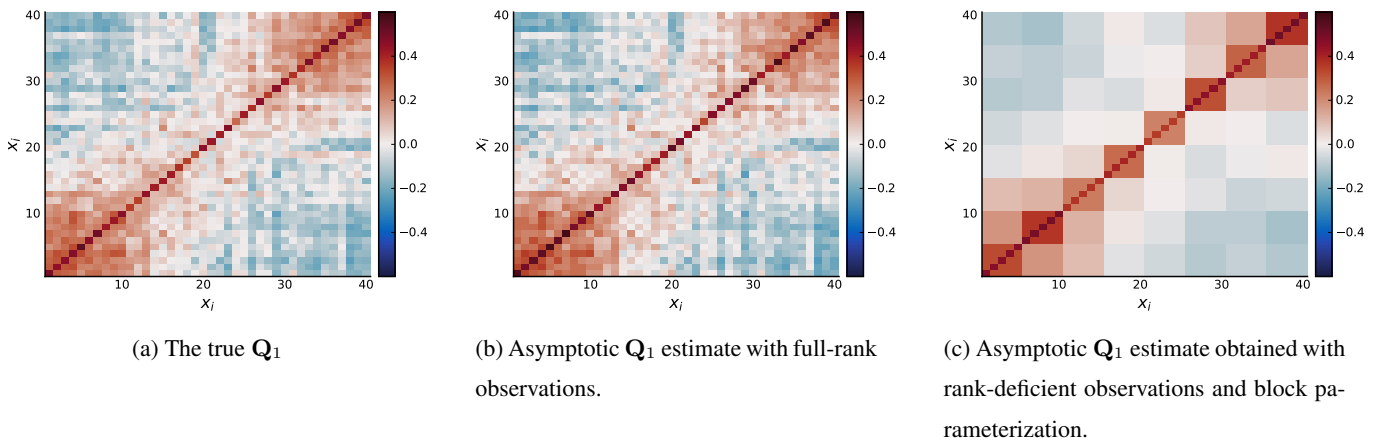 40
30
20
10
x_i
10 20 30 40
x_i
0.4
0.2
0.0
−0.2
−0.4
40
30
20
10
x_i
10 20 30 40
x_i
0.4
0.2
0.0
−0.2
−0.4
40
30
20
10
x_i
10 20 30 40
x_i
0.4
0.2
0.0
−0.2
−0.4
(a) The true Q₁
(b) Asymptotic Q₁ estimate with full-rank
observations.
(c) Asymptotic Q₁ estimate obtained with
rank-deficient observations and block pa-
rameterization.